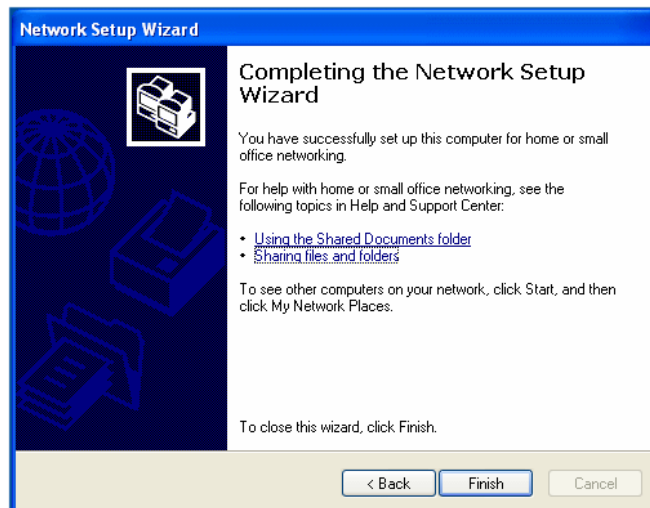 Network Setup Wizard
Completing the Network Setup
Wizard
You have successfully set up this computer for home or small
office networking.
For help with home or small office networking, see the
following topics in Help and Support Center:
• Using the Shared Documents folder
• Sharing files and folders
To see other computers on your network, click Start, and then
click My Network Places.
To close this wizard, click Finish.
< Back Finish Cancel